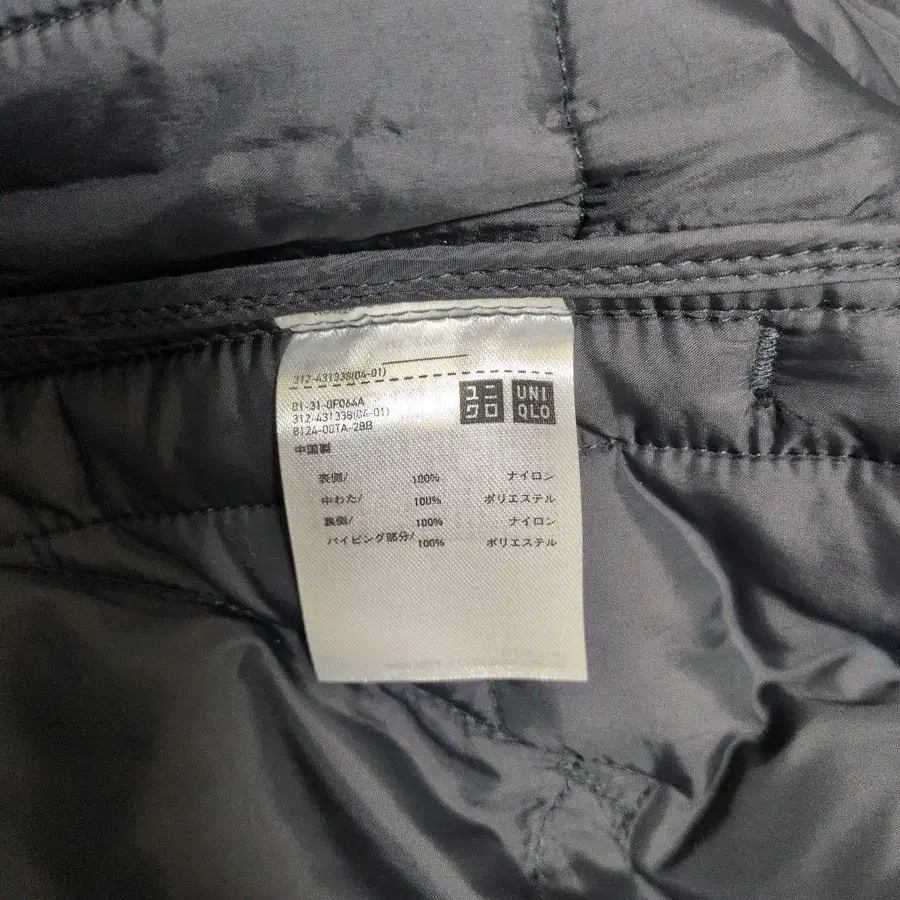 312-431338(04-01)
01-31-0F064A
312-431338(04-01)
8124-00TA-28B
ユニ
クロ
UNI
QLO
中国製
表側/ 100% ナイロン
中わた/ 100% ポリエステル
裏側/ 100% ナイロン
パイピング部分/ 100% ポリエステル